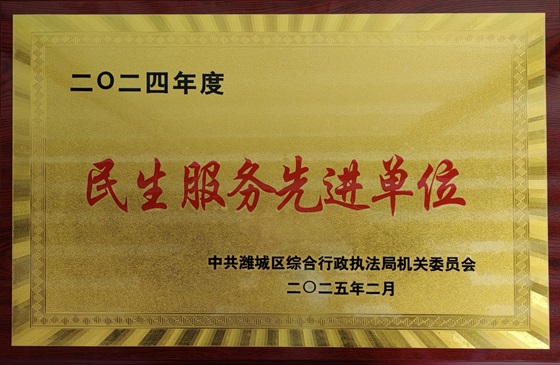 二〇二四年度
民生服务先进单位
中共潍城区综合行政执法局机关委员会
二〇二五年二月